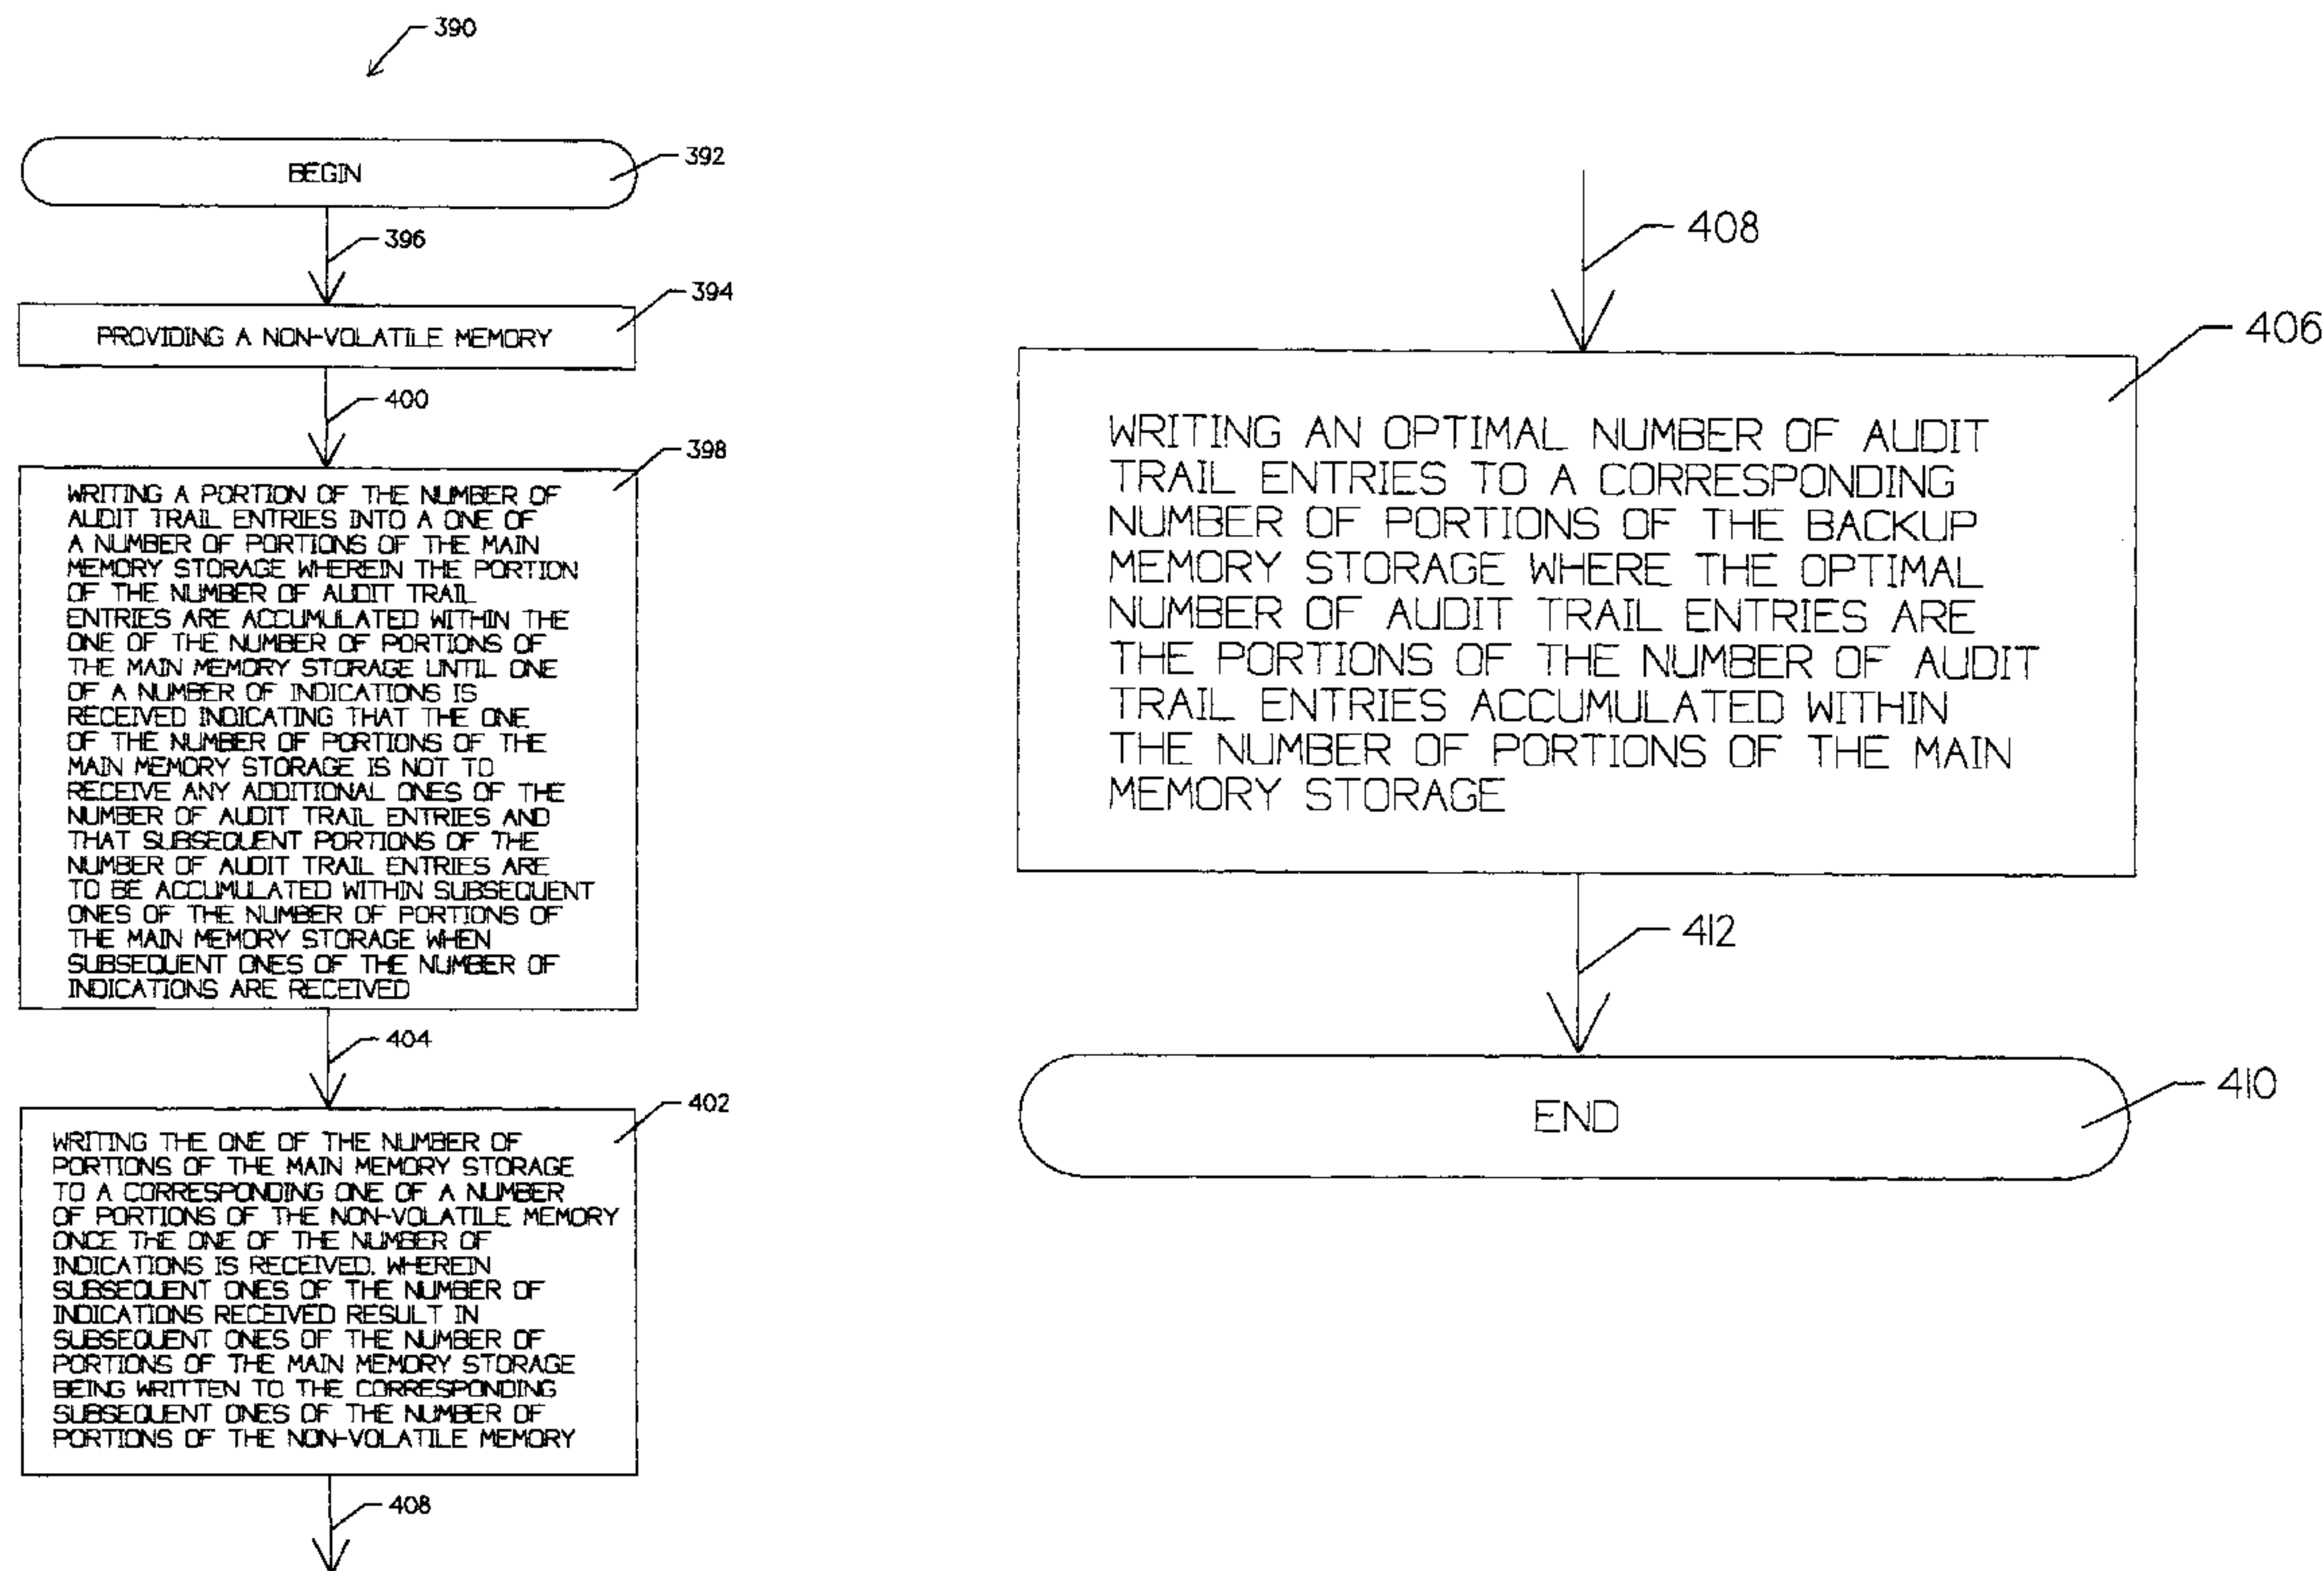 390
BEGIN
392
396
PROVIDING A NON-VOLATILE MEMORY
394
400
398
WRITING A PORTION OF THE NUMBER OF
AUDIT TRAIL ENTRIES INTO A ONE OF
A NUMBER OF PORTIONS OF THE MAIN
MEMORY STORAGE WHEREIN THE PORTION
OF THE NUMBER OF AUDIT TRAIL
ENTRIES ARE ACCUMULATED WITHIN THE
ONE OF THE NUMBER OF PORTIONS OF
THE MAIN MEMORY STORAGE UNTIL ONE
OF A NUMBER OF INDICATIONS IS
RECEIVED INDICATING THAT THE ONE
OF THE NUMBER OF PORTIONS OF THE
MAIN MEMORY STORAGE IS NOT TO
RECEIVE ANY ADDITIONAL ONES OF THE
NUMBER OF AUDIT TRAIL ENTRIES AND
THAT SUBSEQUENT PORTIONS OF THE
NUMBER OF AUDIT TRAIL ENTRIES ARE
TO BE ACCUMULATED WITHIN SUBSEQUENT
ONES OF THE NUMBER OF PORTIONS OF
THE MAIN MEMORY STORAGE WHEN
SUBSEQUENT ONES OF THE NUMBER OF
INDICATIONS ARE RECEIVED
404
402
WRITING THE ONE OF THE NUMBER OF
PORTIONS OF THE MAIN MEMORY STORAGE
TO A CORRESPONDING ONE OF A NUMBER
OF PORTIONS OF THE NON-VOLATILE MEMORY
ONCE THE ONE OF THE NUMBER OF
INDICATIONS IS RECEIVED, WHEREIN
SUBSEQUENT ONES OF THE NUMBER OF
INDICATIONS RECEIVED RESULT IN
SUBSEQUENT ONES OF THE NUMBER OF
PORTIONS OF THE MAIN MEMORY STORAGE
BEING WRITTEN TO THE CORRESPONDING
SUBSEQUENT ONES OF THE NUMBER OF
PORTIONS OF THE NON-VOLATILE MEMORY
408
408
406
WRITING AN OPTIMAL NUMBER OF AUDIT
TRAIL ENTRIES TO A CORRESPONDING
NUMBER OF PORTIONS OF THE BACKUP
MEMORY STORAGE WHERE THE OPTIMAL
NUMBER OF AUDIT TRAIL ENTRIES ARE
THE PORTIONS OF THE NUMBER OF AUDIT
TRAIL ENTRIES ACCUMULATED WITHIN
THE NUMBER OF PORTIONS OF THE MAIN
MEMORY STORAGE
412
END
410